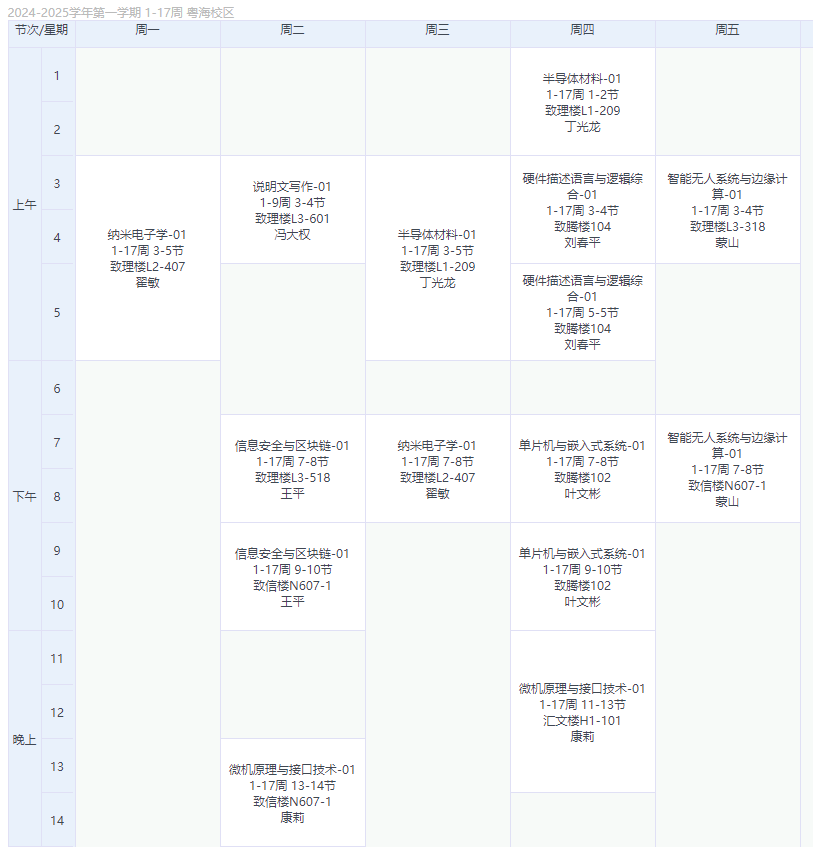 2024-2025学年第一学期 1-17周 粤海校区
节次/星期
周一
周二
周三
周四
周五
上午
1
半导体材料-01
1-17周 1-2节
致理楼L1-209
丁光龙
2
3
纳米电子学-01
1-17周 3-5节
致理楼L2-407
翟敏
说明文写作-01
1-9周 3-4节
致理楼L3-601
冯大权
半导体材料-01
1-17周 3-5节
致理楼L1-209
丁光龙
硬件描述语言与逻辑综
合-01
1-17周 3-4节
致腾楼104
刘春平
智能无人系统与边缘计
算-01
1-17周 3-4节
致理楼L3-318
蒙山
4
5
硬件描述语言与逻辑综
合-01
1-17周 5-5节
致腾楼104
刘春平
下午
6
7
信息安全与区块链-01
1-17周 7-8节
致理楼L3-518
王平
纳米电子学-01
1-17周 7-8节
致理楼L2-407
翟敏
单片机与嵌入式系统-01
1-17周 7-8节
致腾楼102
叶文彬
智能无人系统与边缘计
算-01
1-17周 7-8节
致信楼N607-1
蒙山
8
9
信息安全与区块链-01
1-17周 9-10节
致信楼N607-1
王平
单片机与嵌入式系统-01
1-17周 9-10节
致腾楼102
叶文彬
10
晚上
11
微机原理与接口技术-01
1-17周 11-13节
汇文楼H1-101
康莉
12
13
微机原理与接口技术-01
1-17周 13-14节
致信楼N607-1
康莉
14